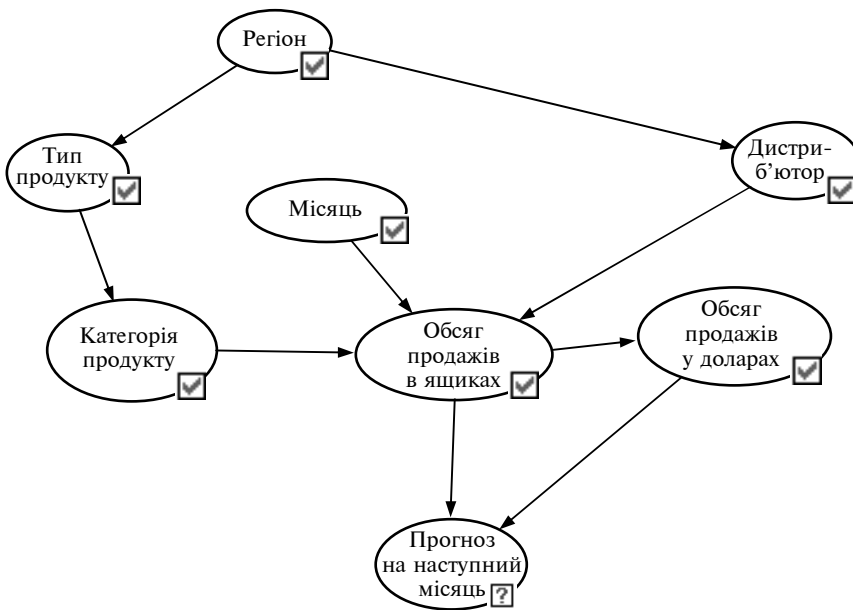 Регіон
Тип
продукту
Дистри-
б’ютор
Місяць
Категорія
продукту
Обсяг
продажів
в ящиках
Обсяг
продажів
у доларах
Прогноз
на наступний
місяць ?